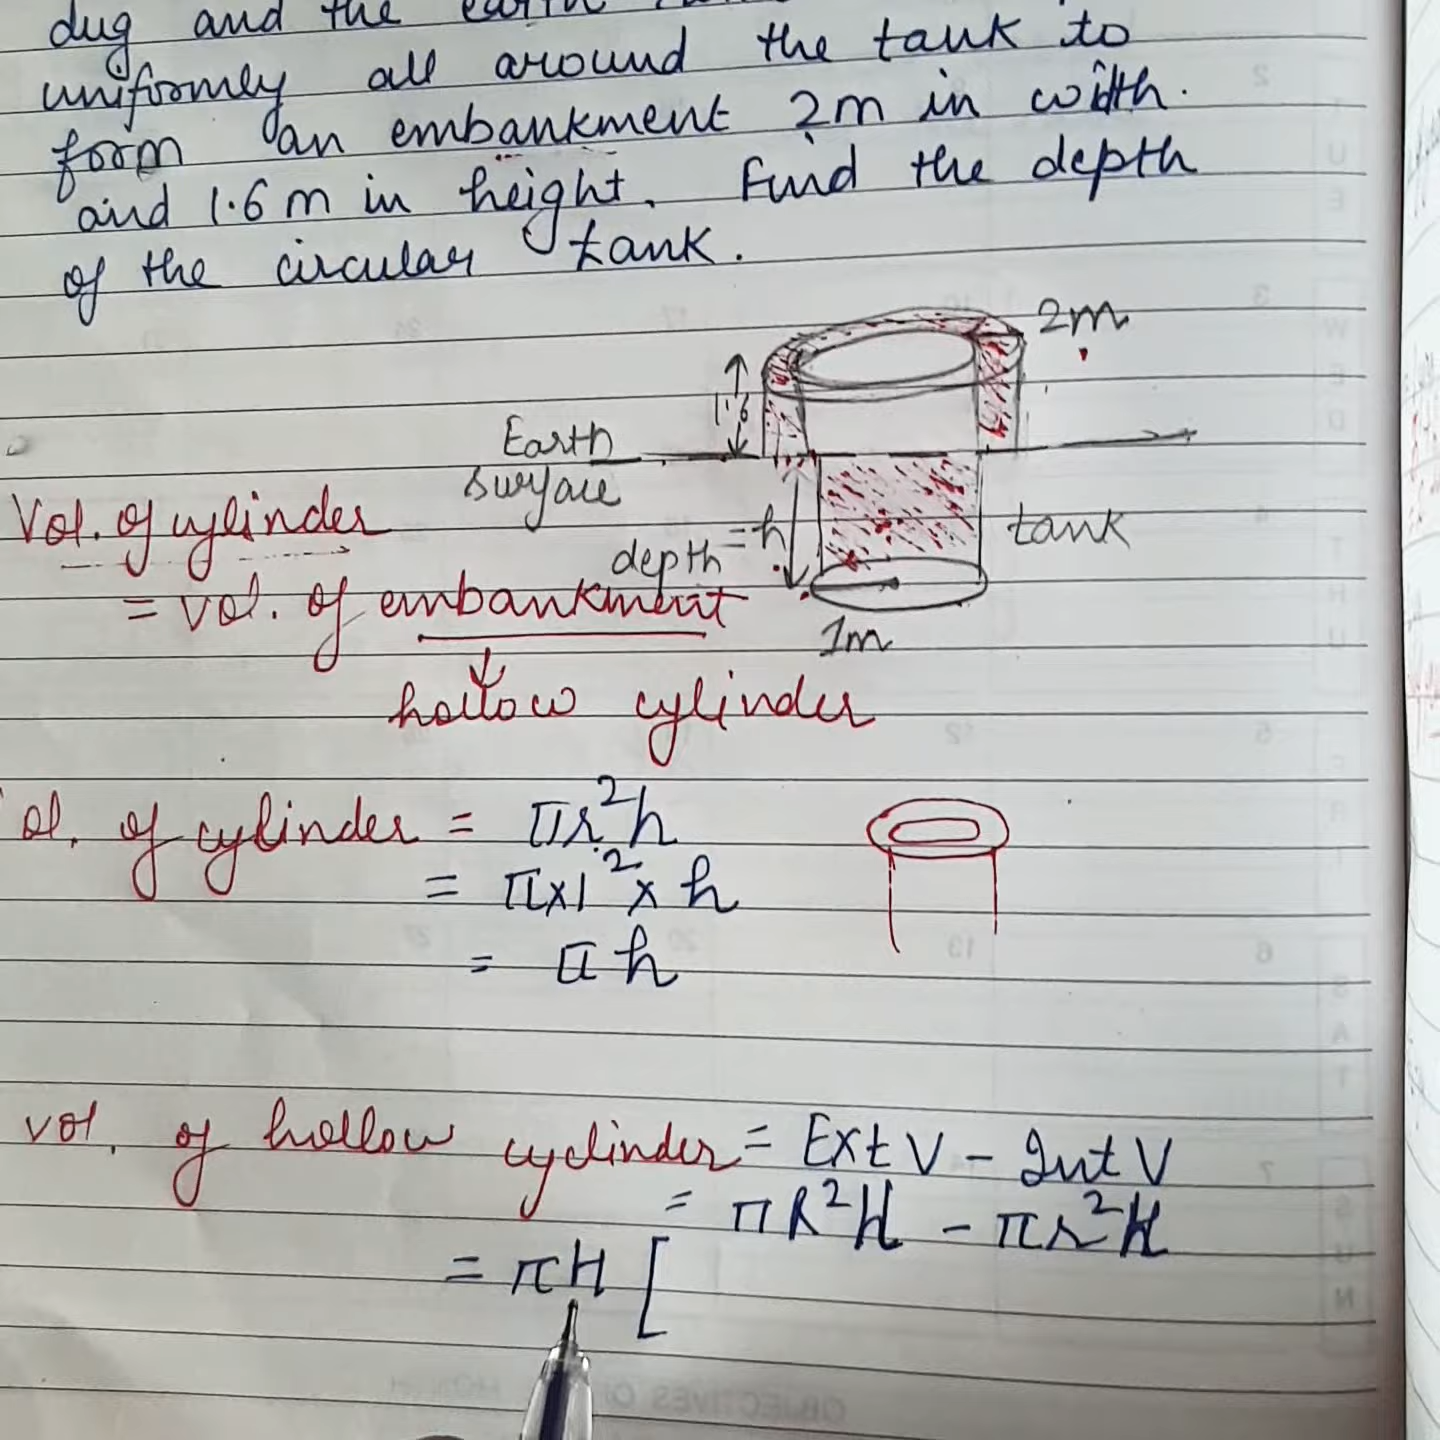 dug and the earth
uniformly all around the tank to
form an embankment 2m in width.
and 1.6 m in height. Find the depth
of the circular tank.
2m
1.6
Earth
surface
Vol. of cylinder
depth = h
tank
= vol. of embankment
1m
hollow cylinder
ol. of cylinder = πr²h
= π×1²×h
= πh
vol. of hollow cyclinder = Ext V - Int V
= πR²H - πr²H
= πH [